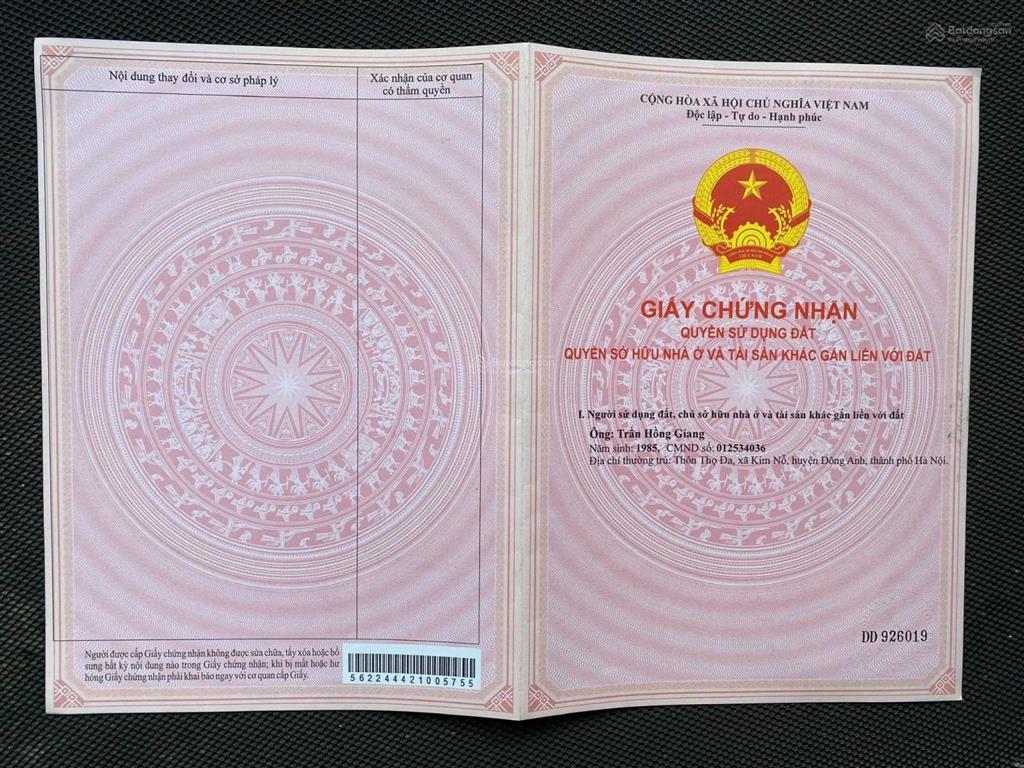 Batdongsan
Nội dung thay đổi và cơ sở pháp lý
Xác nhận của cơ quan
có thẩm quyền
Người được cấp Giấy chứng nhận không được sửa chữa, tẩy xóa hoặc bổ
sung bất kỳ nội dung nào trong Giấy chứng nhận; khi bị mất hoặc hư
hỏng Giấy chứng nhận phải khai báo ngay với cơ quan cấp Giấy.
562244421005755
CỘNG HÒA XÃ HỘI CHỦ NGHĨA VIỆT NAM
Độc lập - Tự do - Hạnh phúc
VIỆT NAM
GIẤY CHỨNG NHẬN
QUYỀN SỬ DỤNG ĐẤT
QUYỀN SỞ HỮU NHÀ Ở VÀ TÀI SẢN KHÁC GẮN LIỀN VỚI ĐẤT
I. Người sử dụng đất, chủ sở hữu nhà ở và tài sản khác gắn liền với đất
Ông: Trần Hồng Giang
Năm sinh: 1985, CMND số: 012534036
Địa chỉ thường trú: Thôn Thọ Đa, xã Kim Nỗ, huyện Đông Anh, thành phố Hà Nội.
DD 926019